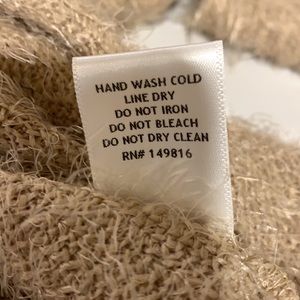 HAND WASH COLD
LINE DRY
DO NOT IRON
DO NOT BLEACH
DO NOT DRY CLEAN
RN# 149816